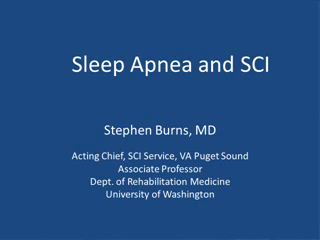 Sleep Apnea and SCI
Stephen Burns, MD
Acting Chief, SCI Service, VA Puget Sound
Associate Professor
Dept. of Rehabilitation Medicine
University of Washington